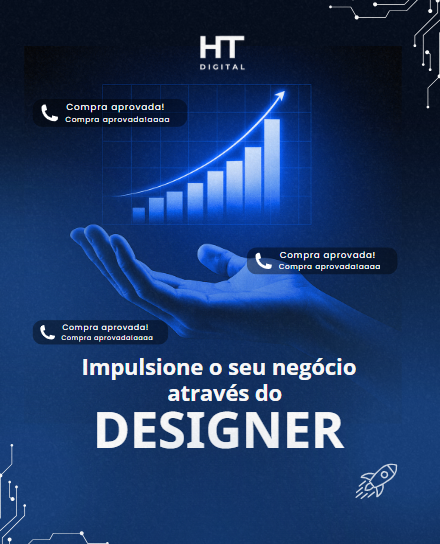 HT
DIGITAL
Compra aprovada!
Compra aprovada!aaaa
Compra aprovada!
Compra aprovada!aaaa
Compra aprovada!
Compra aprovada!aaaa
Impulsione o seu negócio
através do
DESIGNER